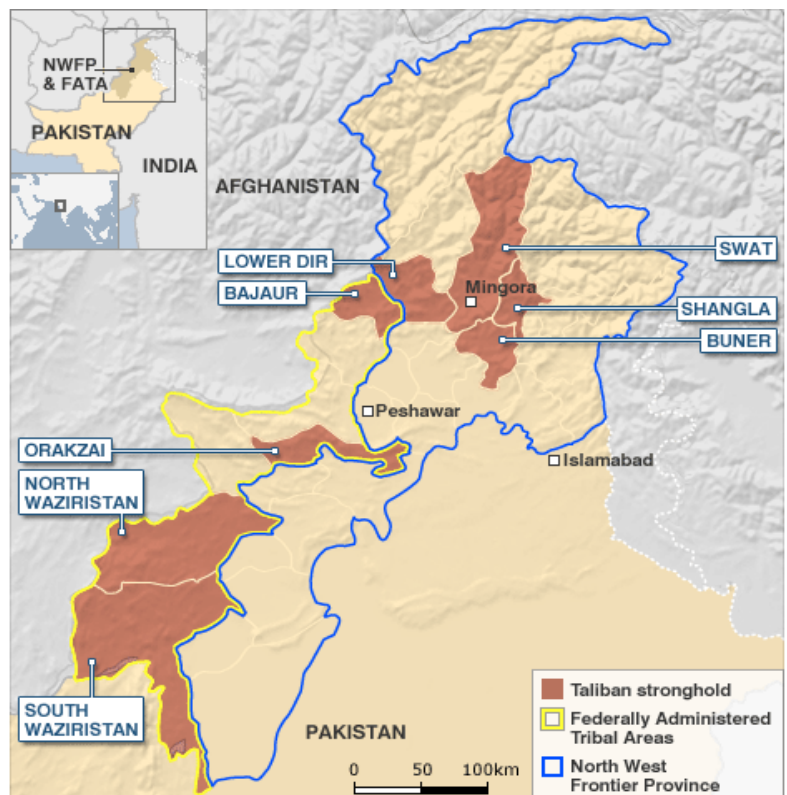 NWFP
& FATA
PAKISTAN
INDIA
AFGHANISTAN
LOWER DIR
BAJAUR
SWAT
Mingora
SHANGLA
BUNER
Peshawar
ORAKZAI
Islamabad
NORTH
WAZIRISTAN
SOUTH
WAZIRISTAN
PAKISTAN
0 50 100km
Taliban stronghold
Federally Administered
Tribal Areas
North West
Frontier Province